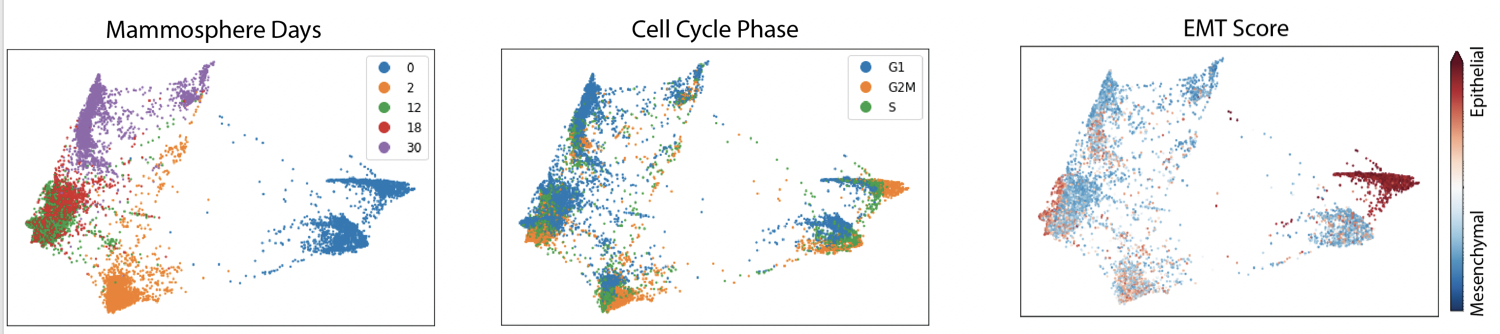 Mammosphere Days
0
2
12
18
30
Cell Cycle Phase
G1
G2M
S
EMT Score
Epithelial
Mesenchymal